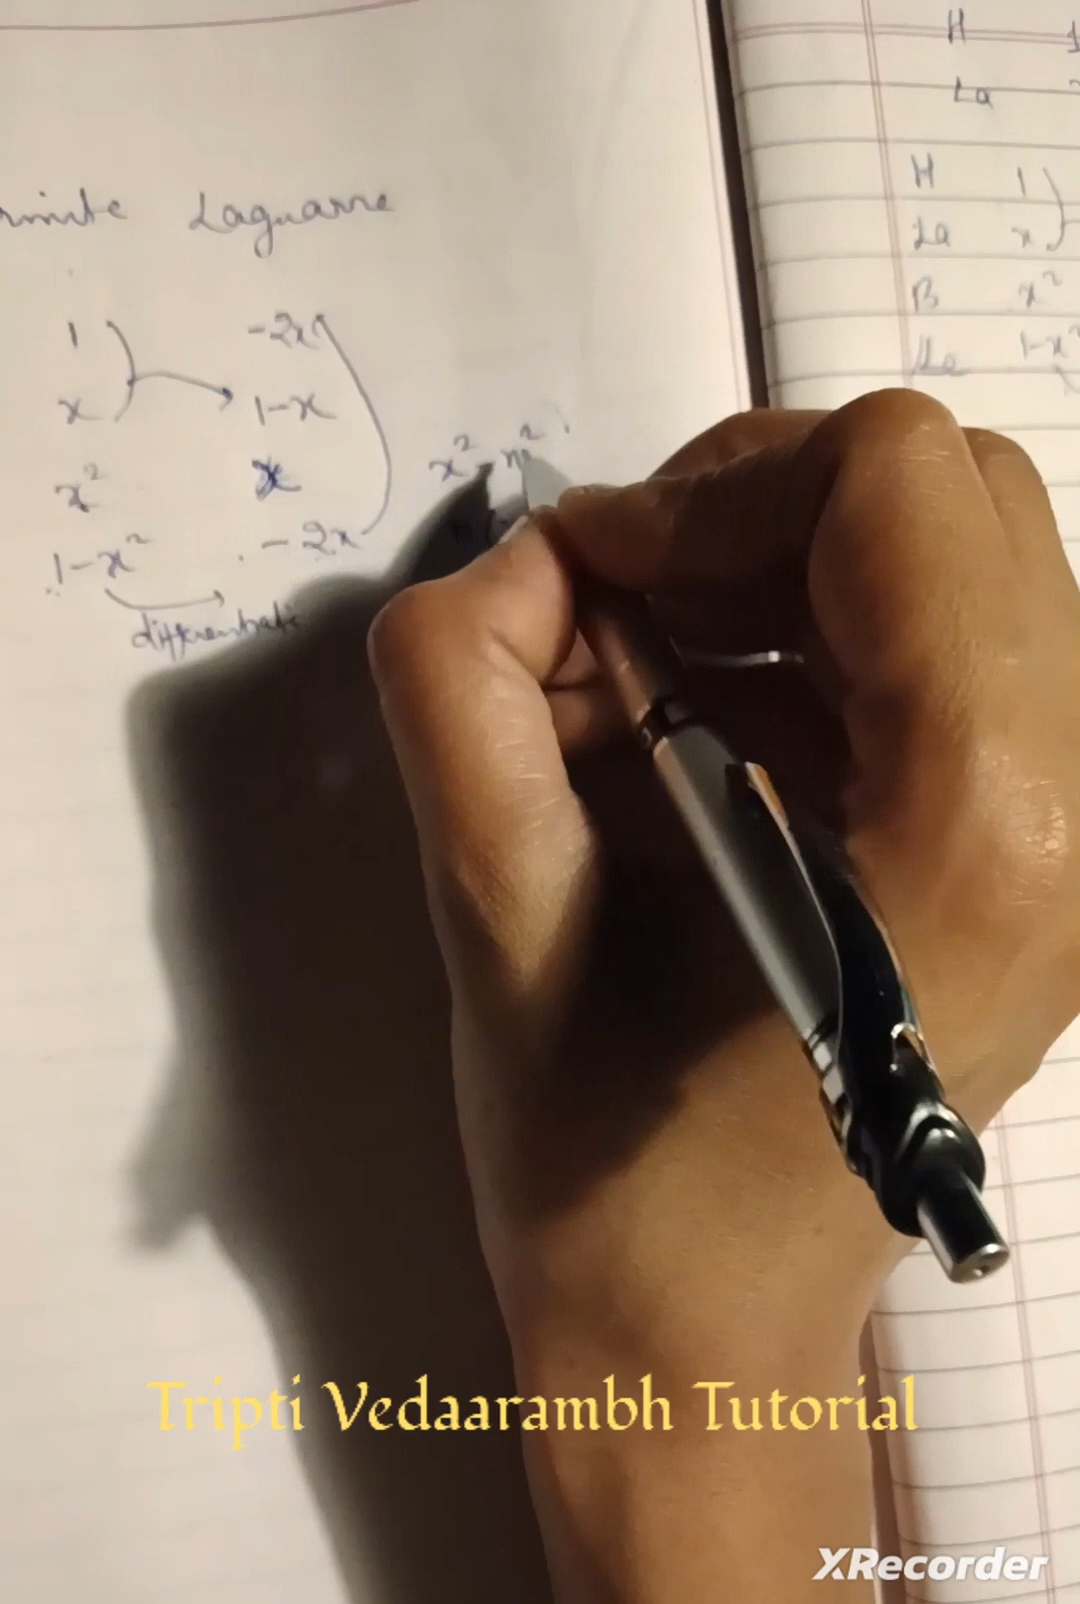 Laguarre
1 -2x
x 1-x
x² - n²
x² x
1-x² -2x
differentiate
H
La
H 1
La x
B x²
Le 1-x²
Tripti Vedaarambh Tutorial
XRecorder